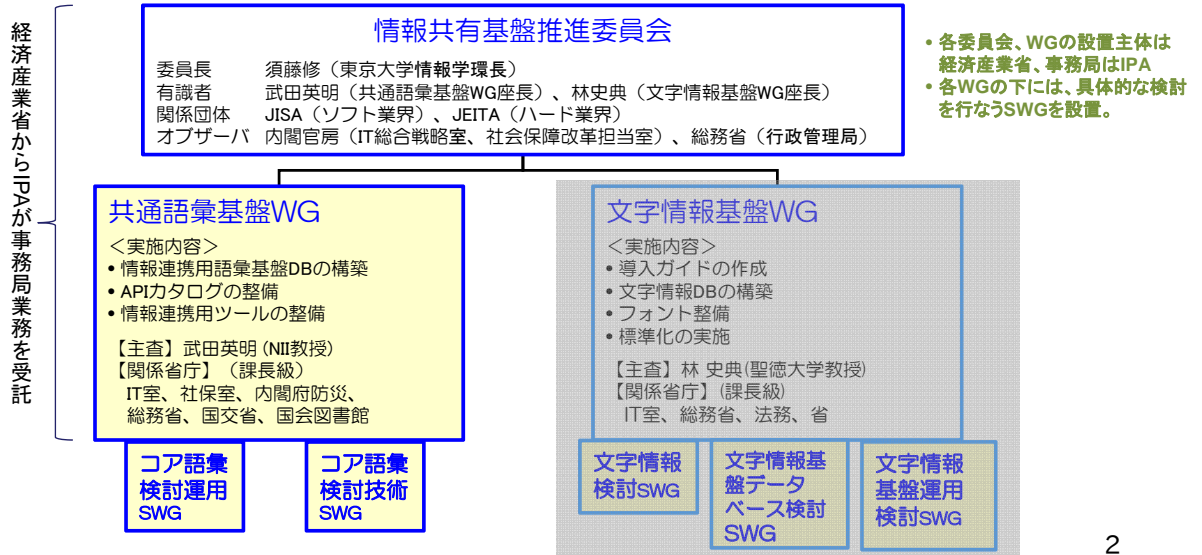 経済産業省からIPAが事務局業務を受託
情報共有基盤推進委員会
委員長 須藤修（東京大学情報学環長）
有識者 武田英明（共通語彙基盤WG座長）、林史典（文字情報基盤WG座長）
関係団体 JISA（ソフト業界）、JEITA（ハード業界）
オブザーバ 内閣官房（IT総合戦略室、社会保障改革担当室）、総務省（行政管理局）
• 各委員会、WGの設置主体は
経済産業省、事務局はIPA
• 各WGの下には、具体的な検討
を行なうSWGを設置。
共通語彙基盤WG
＜実施内容＞
• 情報連携用語彙基盤DBの構築
• APIカタログの整備
• 情報連携用ツールの整備
【主査】武田英明(NII教授)
【関係省庁】（課長級）
IT室、社保室、内閣府防災、
総務省、国交省、国会図書館
コア語彙
検討運用
SWG
コア語彙
検討技術
SWG
文字情報基盤WG
＜実施内容＞
• 導入ガイドの作成
• 文字情報DBの構築
• フォント整備
• 標準化の実施
【主査】林 史典(聖徳大学教授)
【関係省庁】(課長級)
IT室、総務省、法務、省
文字情報
検討SWG
文字情報基
盤データ
ベース検討
SWG
文字情報
基盤運用
検討SWG
2